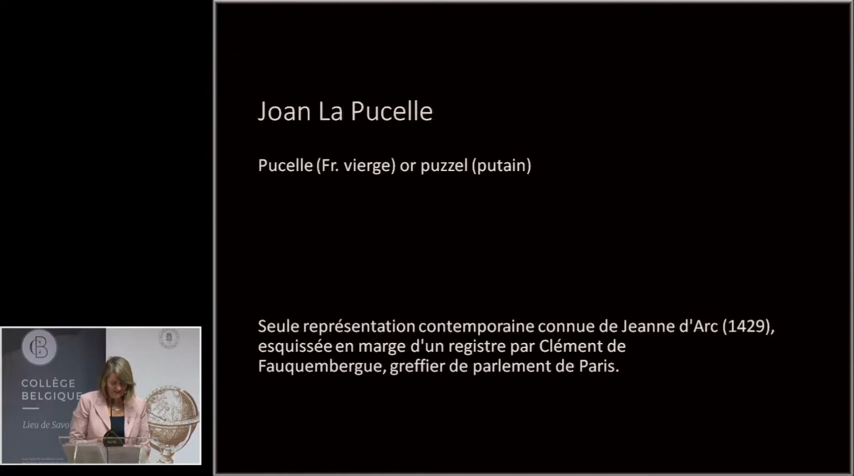 Joan La Pucelle
Pucelle (Fr. vierge) or puzzel (putain)
Seule représentation contemporaine connue de Jeanne d'Arc (1429),
esquissée en marge d'un registre par Clément de
Fauquembergue, greffier de parlement de Paris.
COLLÈGE
BELGIQUE
Lieu de Savo